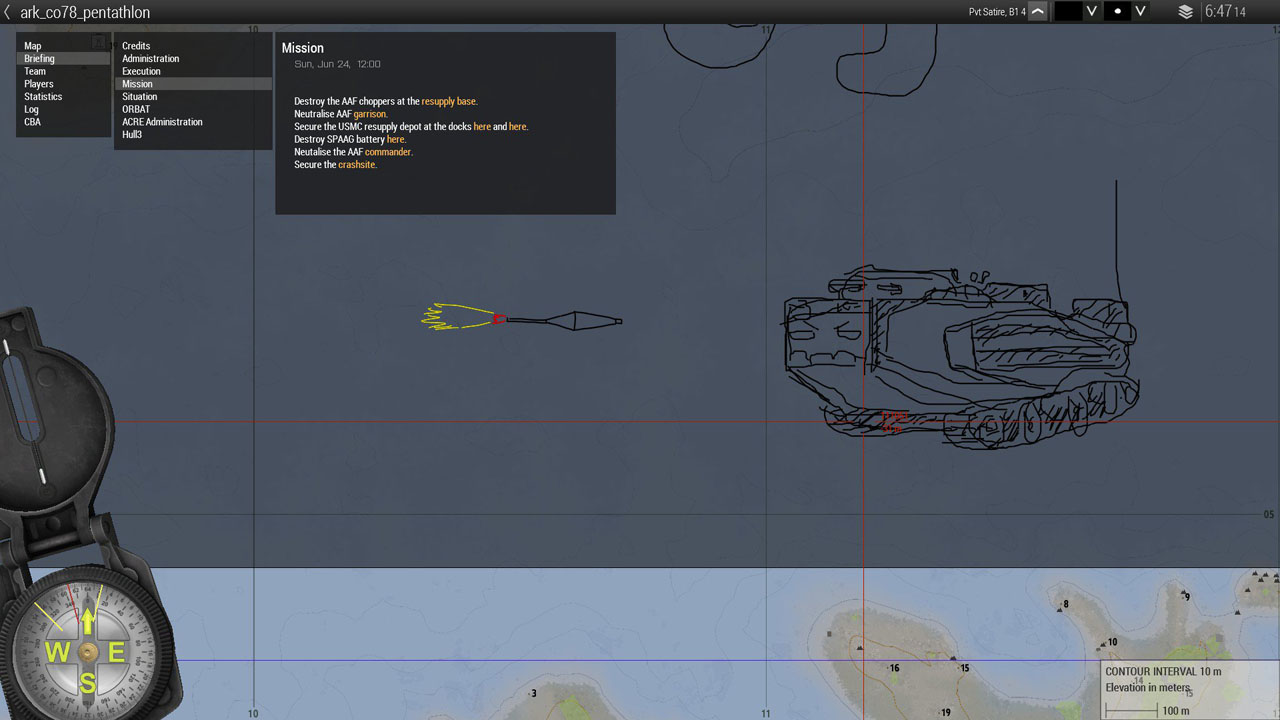 ark_co78_pentathlon
Pvt Satire, B1 4
6:47 14
Map
Briefing
Team
Players
Statistics
Log
CBA
Credits
Administration
Execution
Mission
Situation
ORBAT
ACRE Administration
Hull3
Mission
Sun, Jun 24, 12:00
Destroy the AAF choppers at the resupply base.
Neutralise AAF garrison.
Secure the USMC resupply depot at the docks here and here.
Destroy SPAAG battery here.
Neutalise the AAF commander.
Secure the crashsite.
10
11
05
W E
S
8
9
10
16
15
3
19
10
11
CONTOUR INTERVAL 10 m
Elevation in meters
14
15
100 m